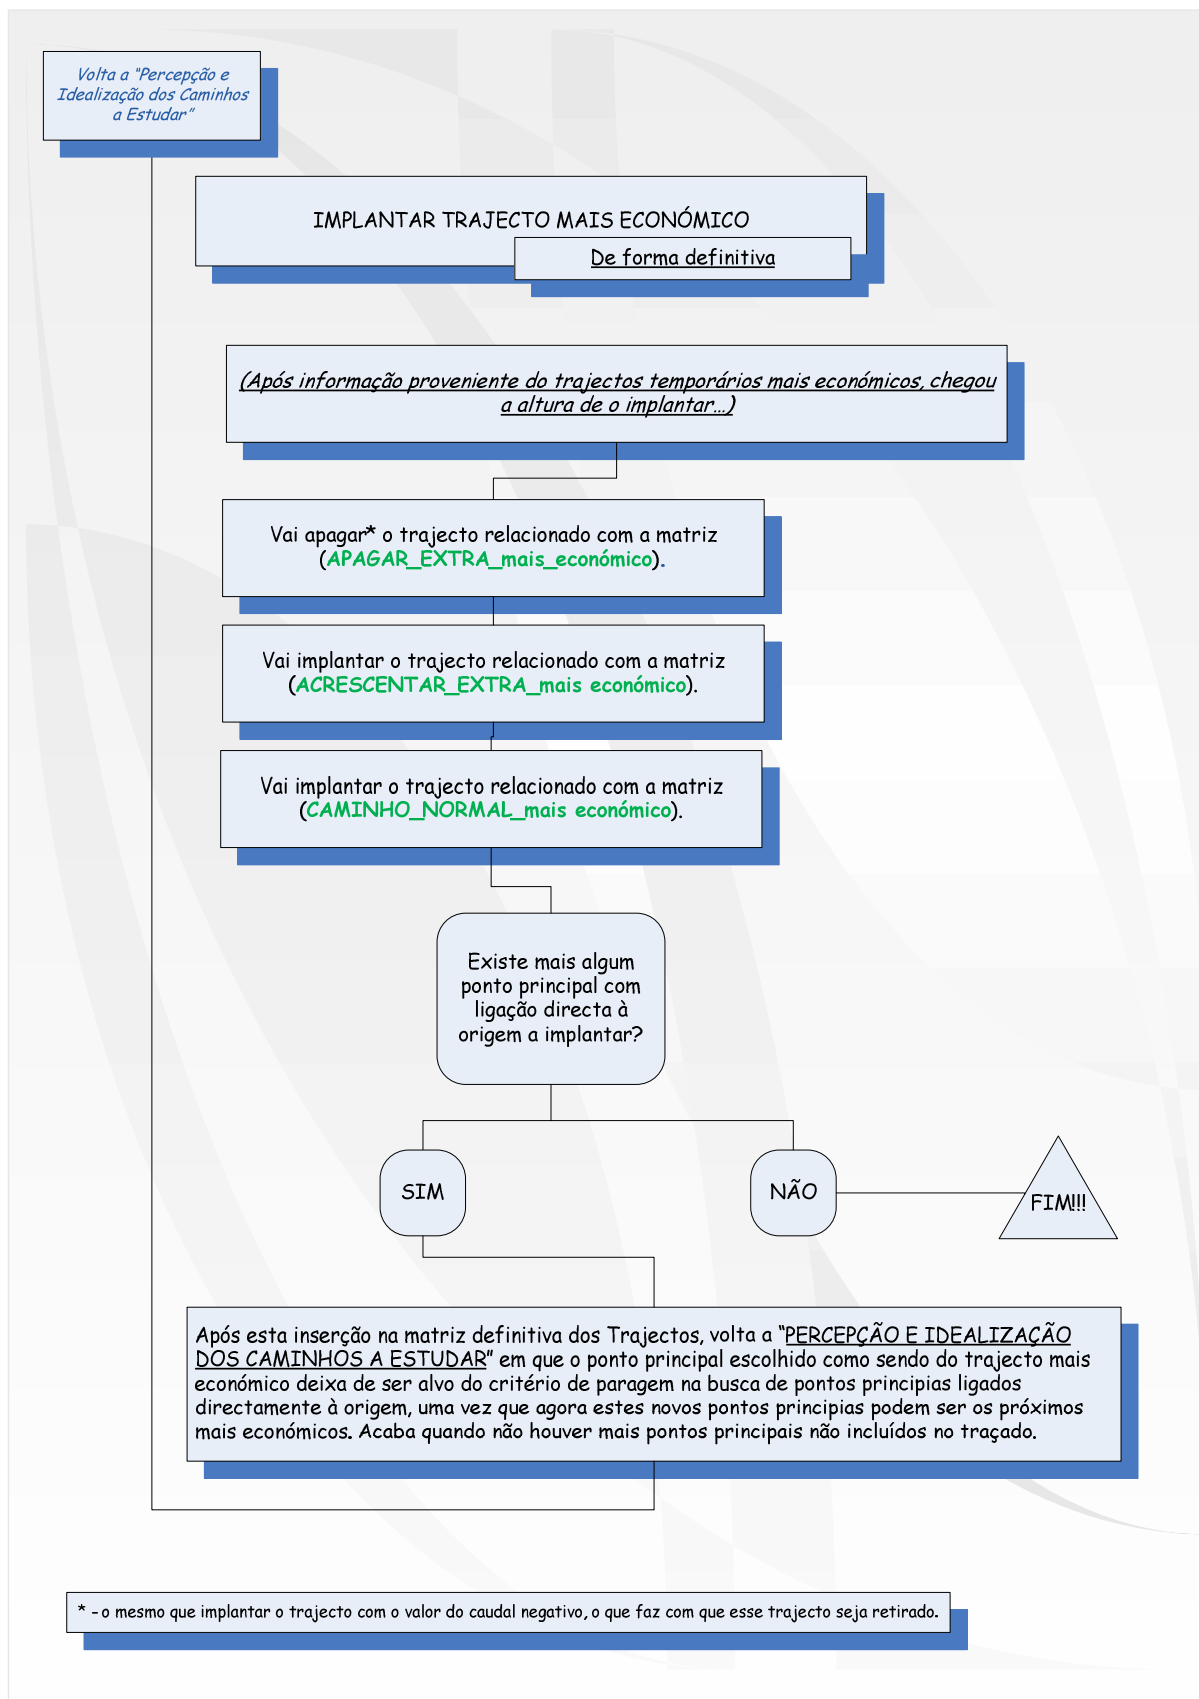 Volta a "Percepção e
Idealização dos Caminhos
a Estudar"
IMPLANTAR TRAJECTO MAIS ECONÓMICO
De forma definitiva
(Após informação proveniente do trajectos temporários mais económicos, chegou
a altura de o implantar…)
Vai apagar* o trajecto relacionado com a matriz
(APAGAR_EXTRA_mais_económico).
Vai implantar o trajecto relacionado com a matriz
(ACRESCENTAR_EXTRA_mais económico).
Vai implantar o trajecto relacionado com a matriz
(CAMINHO_NORMAL_mais económico).
Existe mais algum
ponto principal com
ligação directa à
origem a implantar?
SIM
NÃO
FIM!!!
Após esta inserção na matriz definitiva dos Trajectos, volta a "PERCEPÇÃO E IDEALIZAÇÃO
DOS CAMINHOS A ESTUDAR" em que o ponto principal escolhido como sendo do trajecto mais
económico deixa de ser alvo do critério de paragem na busca de pontos principias ligados
directamente à origem, uma vez que agora estes novos pontos principias podem ser os próximos
mais económicos. Acaba quando não houver mais pontos principais não incluídos no traçado.
* - o mesmo que implantar o trajecto com o valor do caudal negativo, o que faz com que esse trajecto seja retirado.